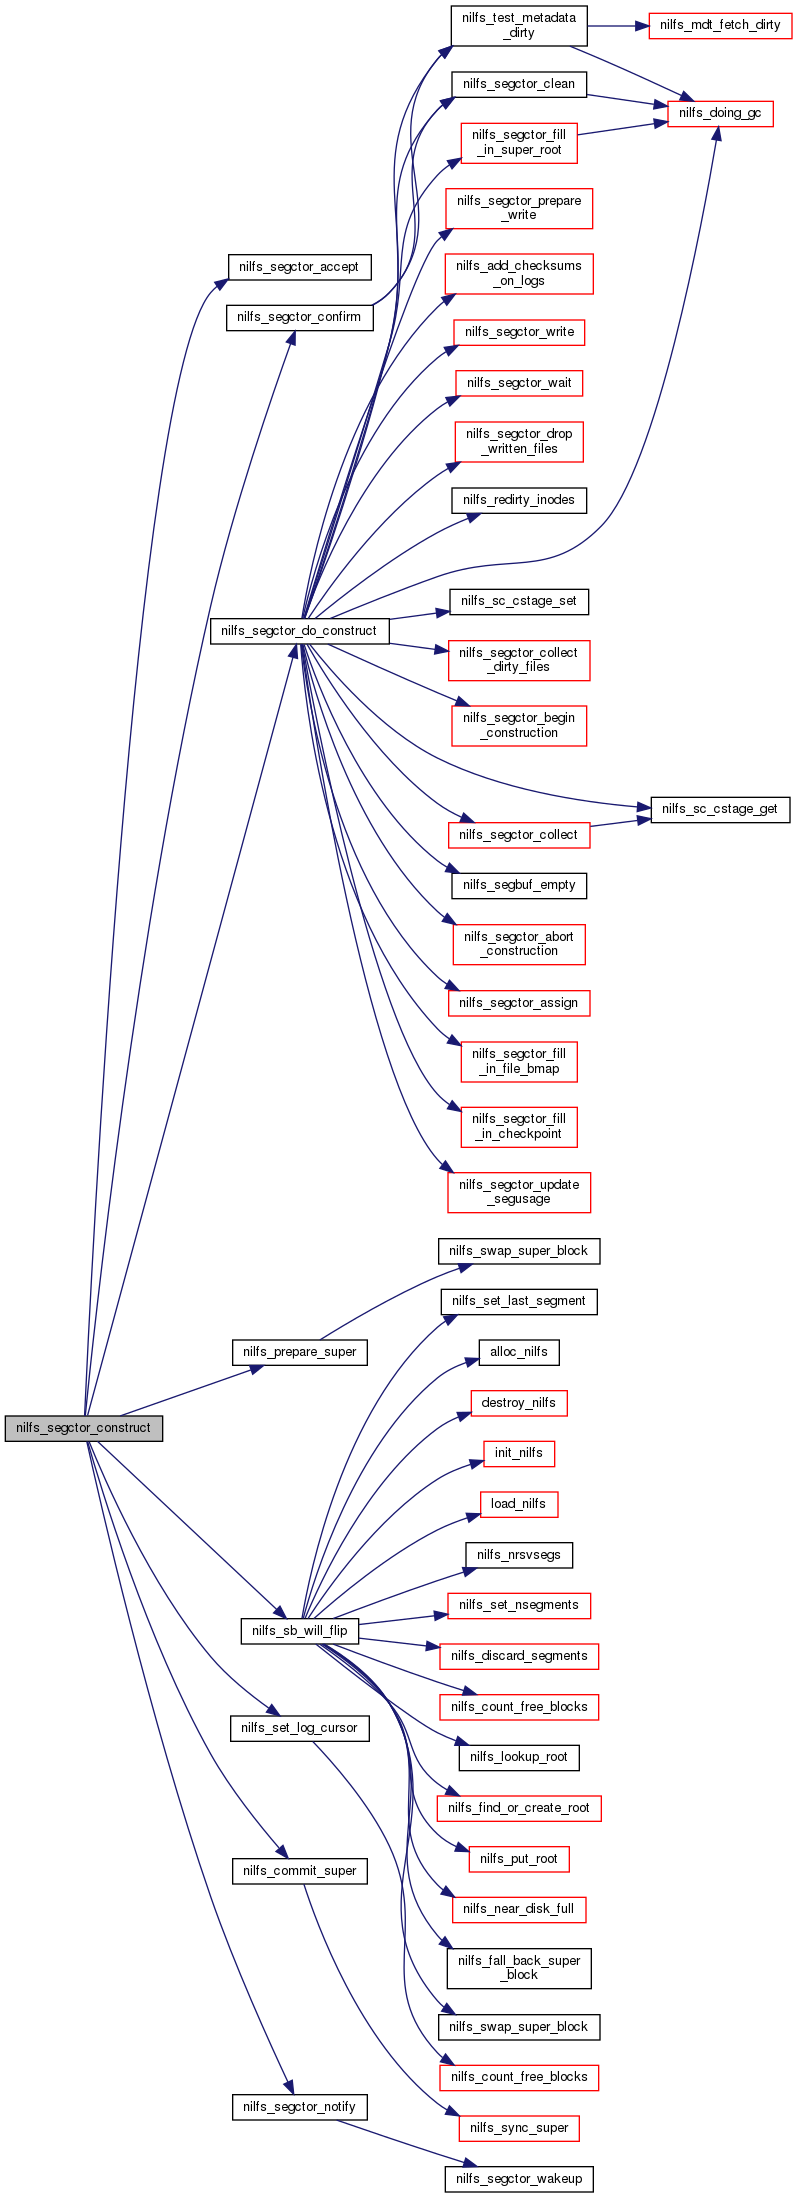 nilfs_test_metadata
_dirty
nilfs_mdt_fetch_dirty
nilfs_segctor_clean
nilfs_doing_gc
nilfs_segctor_fill
_in_super_root
nilfs_segctor_prepare
_write
nilfs_segctor_accept
nilfs_add_checksums
_on_logs
nilfs_segctor_confirm
nilfs_segctor_write
nilfs_segctor_wait
nilfs_segctor_drop
_written_files
nilfs_redirty_inodes
nilfs_sc_cstage_set
nilfs_segctor_do_construct
nilfs_segctor_collect
_dirty_files
nilfs_segctor_begin
_construction
nilfs_sc_cstage_get
nilfs_segctor_collect
nilfs_segbuf_empty
nilfs_segctor_abort
_construction
nilfs_segctor_assign
nilfs_segctor_fill
_in_file_bmap
nilfs_segctor_fill
_in_checkpoint
nilfs_segctor_update
_segusage
nilfs_swap_super_block
nilfs_set_last_segment
nilfs_prepare_super
alloc_nilfs
destroy_nilfs
nilfs_segctor_construct
init_nilfs
load_nilfs
nilfs_nrsvsegs
nilfs_set_nsegments
nilfs_sb_will_flip
nilfs_discard_segments
nilfs_count_free_blocks
nilfs_set_log_cursor
nilfs_lookup_root
nilfs_find_or_create_root
nilfs_put_root
nilfs_commit_super
nilfs_near_disk_full
nilfs_fall_back_super
_block
nilfs_swap_super_block
nilfs_count_free_blocks
nilfs_segctor_notify
nilfs_sync_super
nilfs_segctor_wakeup